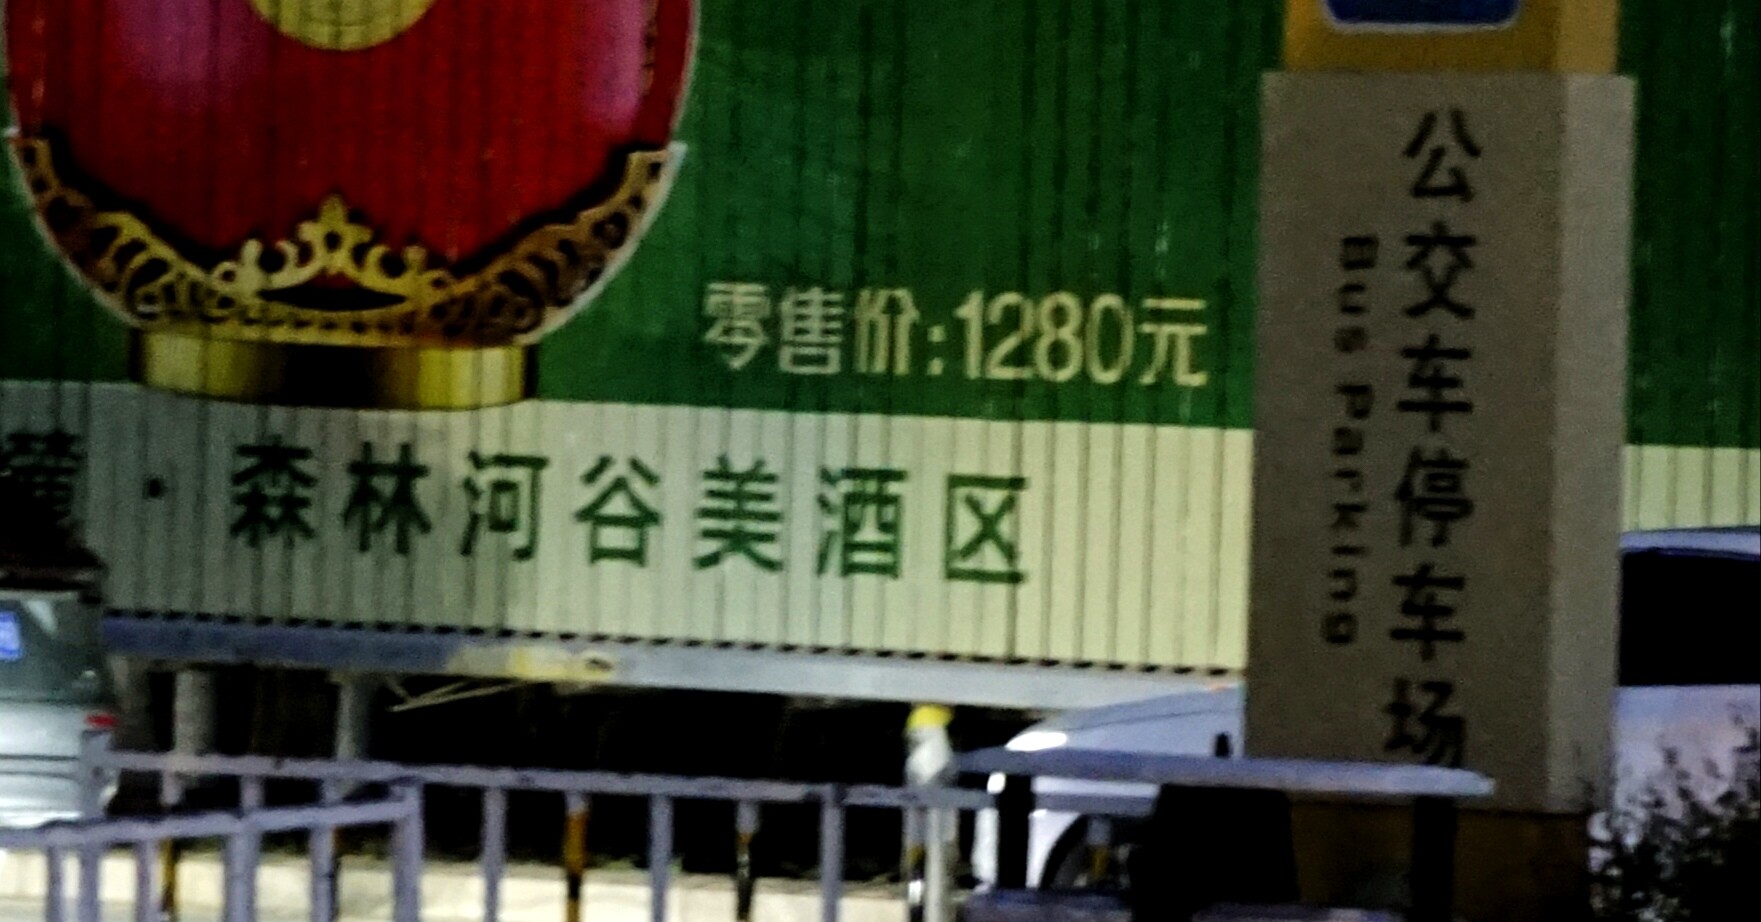 零售价:1280元
麓·森林河谷美酒区
公交车停车场
Bus Parking